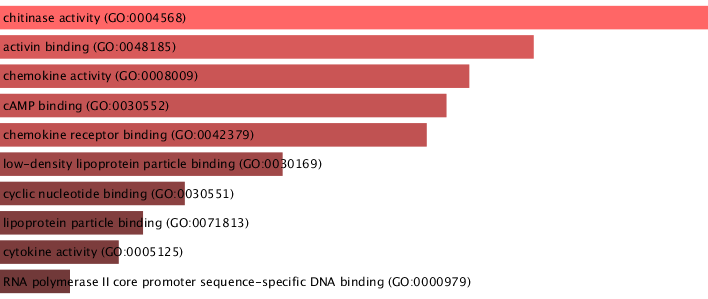 chitinase activity (GO:0004568)
activin binding (GO:0048185)
chemokine activity (GO:0008009)
cAMP binding (GO:0030552)
chemokine receptor binding (GO:0042379)
low-density lipoprotein particle binding (GO:0030169)
cyclic nucleotide binding (GO:0030551)
lipoprotein particle binding (GO:0071813)
cytokine activity (GO:0005125)
RNA polymerase II core promoter sequence-specific DNA binding (GO:0000979)